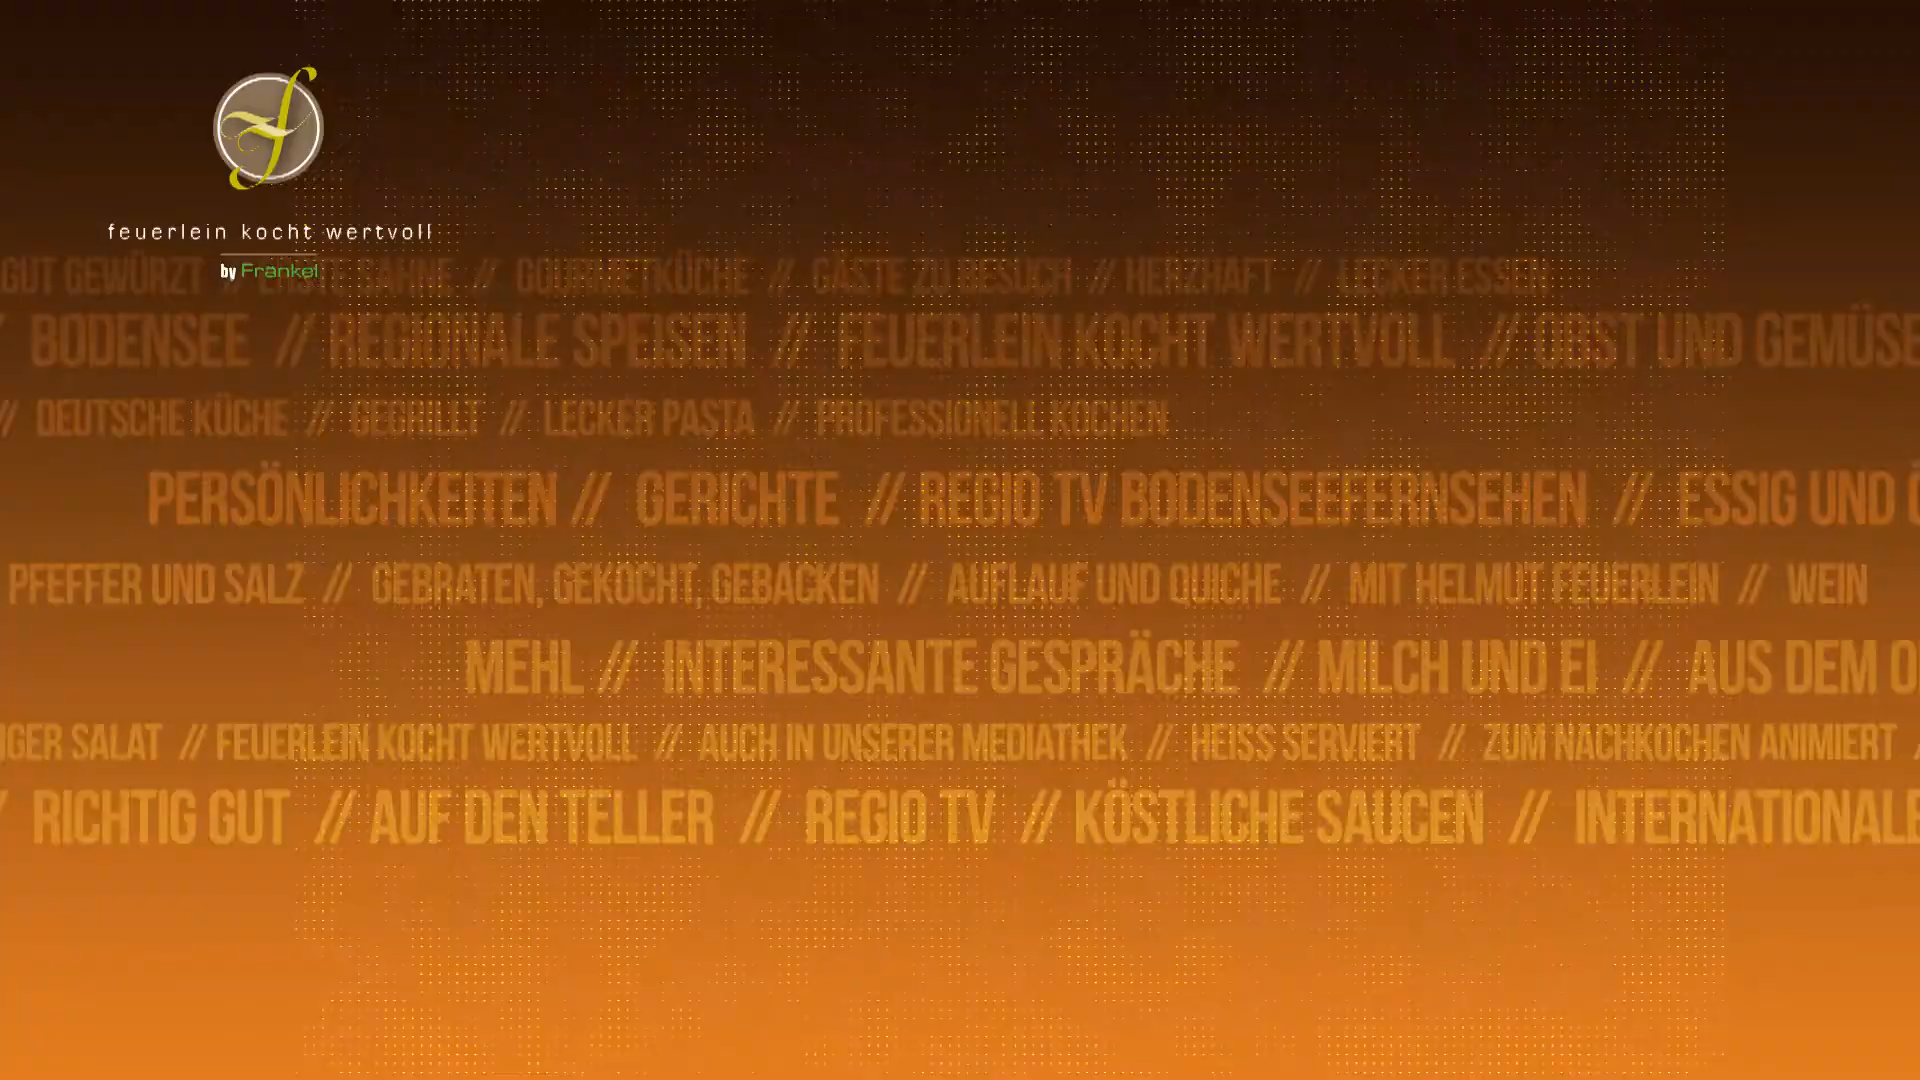 feuerlein kocht wertvoll
by Fränkel
GUT GEWÜRZT // ERSTE SAHNE // GOURMETKÜCHE // GÄSTE ZU BESUCH // HERZHAFT // LECKER ESSEN
/ BODENSEE // REGIONALE SPEISEN // FEUERLEIN KOCHT WERTVOLL // OBST UND GEMÜSE
// DEUTSCHE KÜCHE // GEGRILLT // LECKER PASTA // PROFESSIONELL KOCHEN
PERSÖNLICHKEITEN // GERICHTE // REGIO TV BODENSEEFERNSEHEN // ESSIG UND Ö
PFEFFER UND SALZ // GEBRATEN, GEKOCHT, GEBACKEN // AUFLAUF UND QUICHE // MIT HELMUT FEUERLEIN // WEIN
MEHL // INTERESSANTE GESPRÄCHE // MILCH UND EI // AUS DEM O
IGER SALAT // FEUERLEIN KOCHT WERTVOLL // AUCH IN UNSERER MEDIATHEK // HEISS SERVIERT // ZUM NACHKOCHEN ANIMIERT /
/ RICHTIG GUT // AUF DEN TELLER // REGIO TV // KÖSTLICHE SAUCEN // INTERNATIONALE